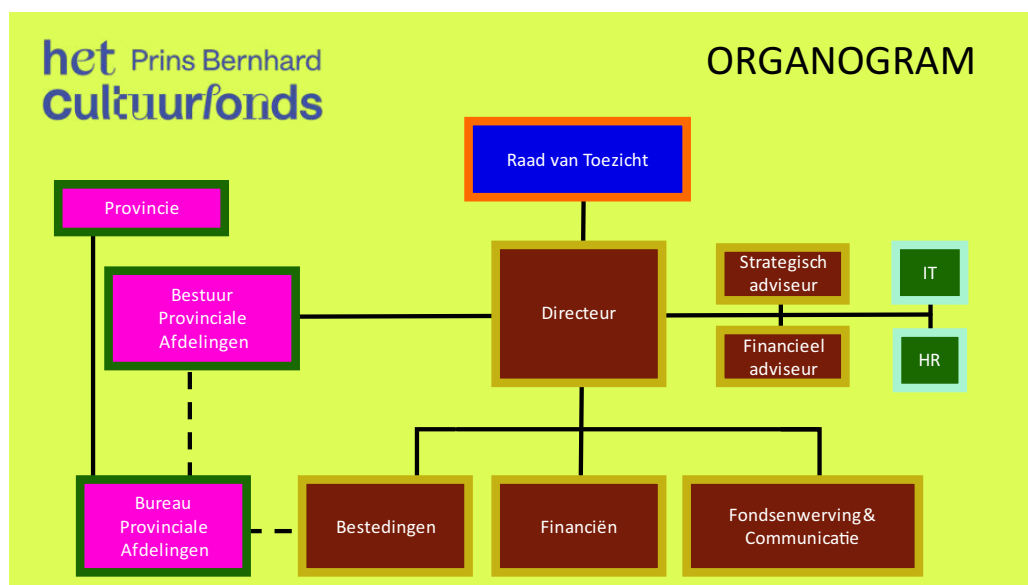 het Prins Bernhard
cultuurfonds
ORGANOGRAM
Raad van Toezicht
Provincie
Bestuur
Provinciale
Afdelingen
Directeur
Strategisch
adviseur
IT
Financieel
adviseur
HR
Bureau
Provinciale
Afdelingen
Bestedingen
Financiën
Fondsenwerving &
Communicatie